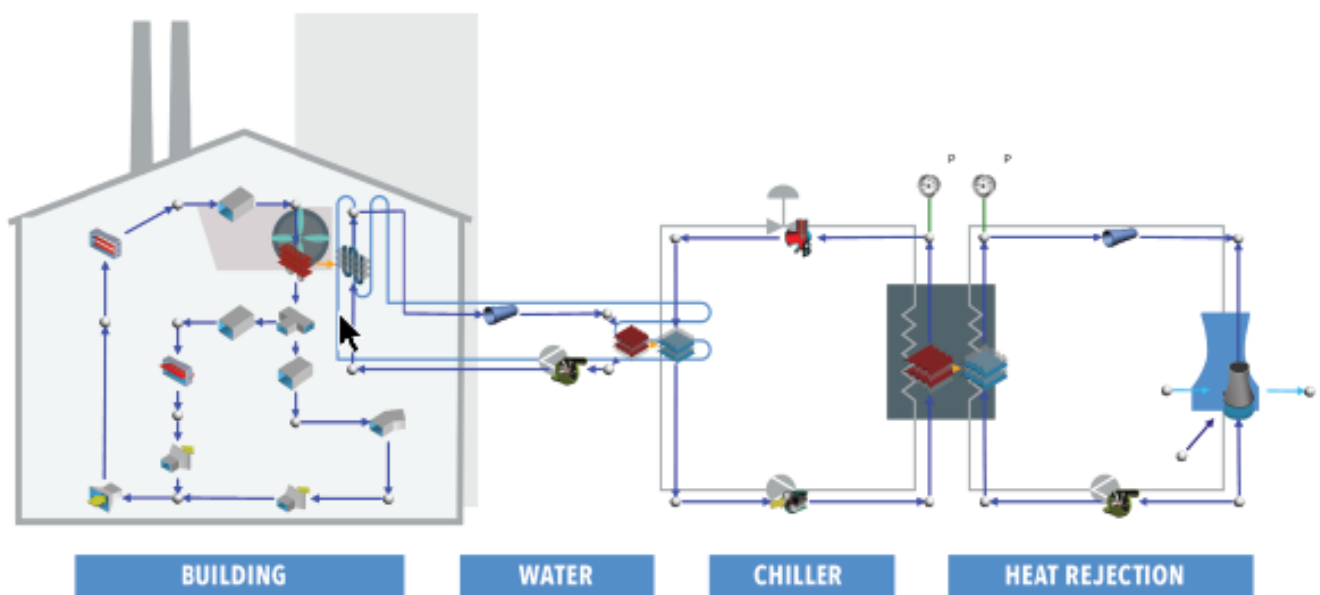 P
P
BUILDING
WATER
CHILLER
HEAT REJECTION